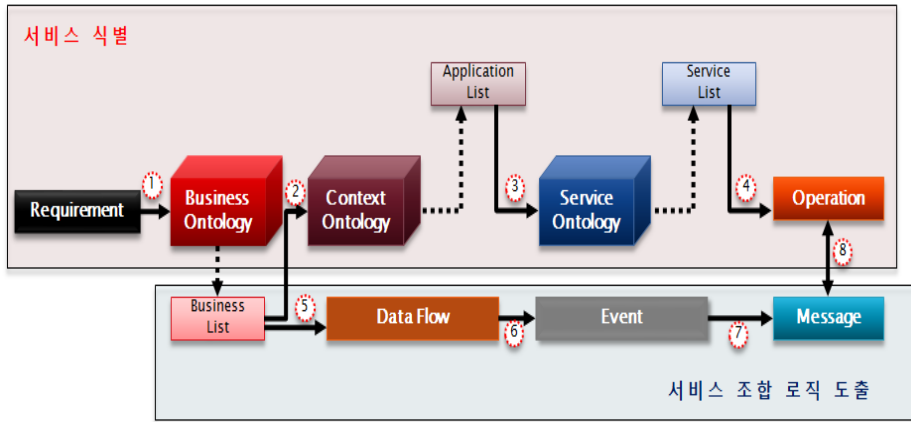 서비스 식별
Application
List
Service
List
1
2
3
4
Requirement
Business
Ontology
Context
Ontology
Service
Ontology
Operation
8
Business
List
5
Data Flow
6
Event
7
Message
서비스 조합 로직 도출